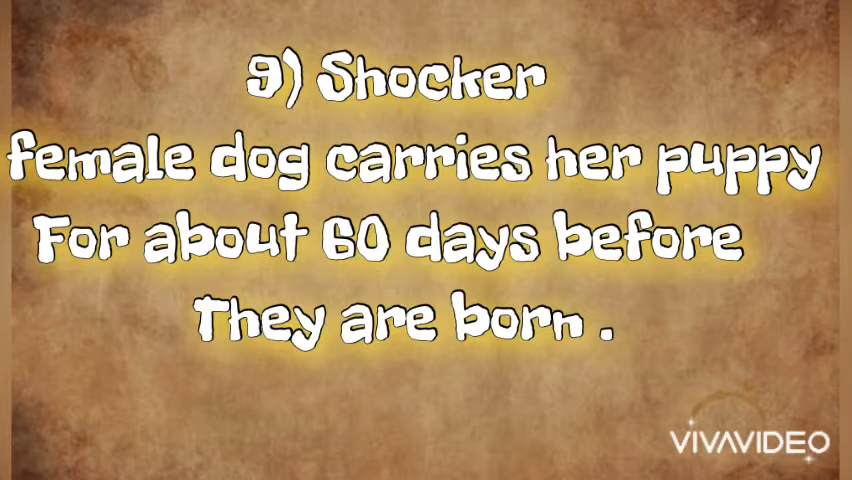 9) Shocker
female dog carries her puppy
For about 60 days before
They are born .
VIVAVIDEO